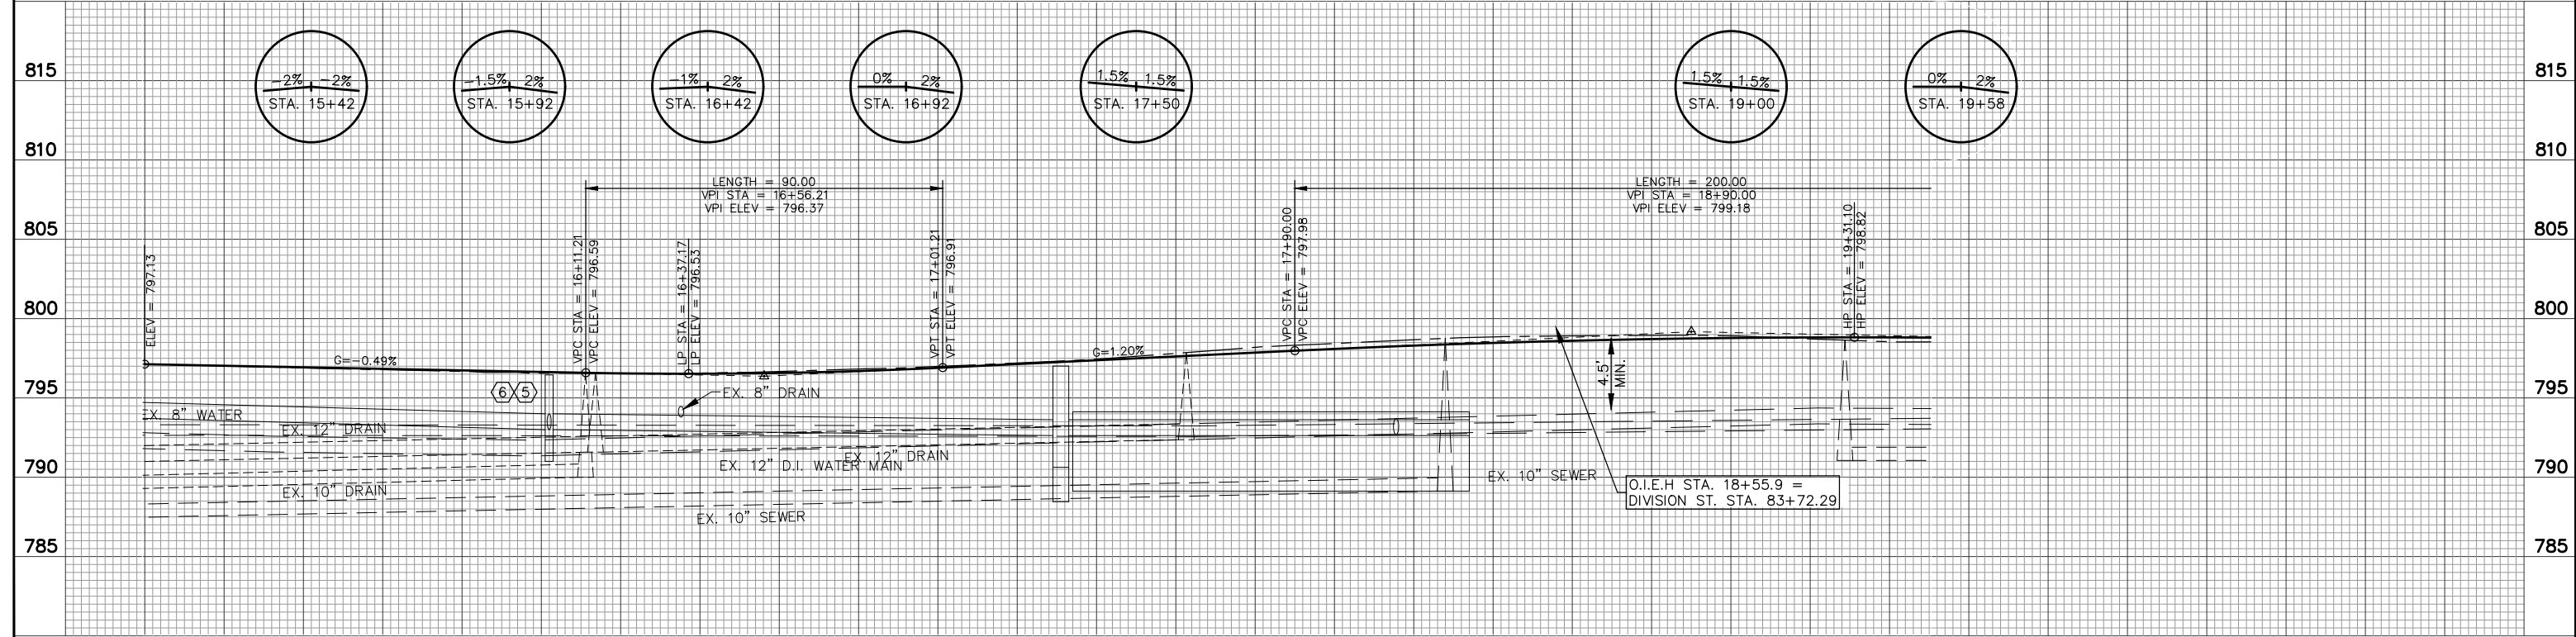 815
-2% -2%
STA. 15+42
-1.5% 2%
STA. 15+92
-1% 2%
STA. 16+42
0% 2%
STA. 16+92
1.5% 1.5%
STA. 17+50
1.5% 1.5%
STA. 19+00
0% 2%
STA. 19+58
815
810
810
LENGTH = 90.00
VPI STA = 16+56.21
VPI ELEV = 796.37
LENGTH = 200.00
VPI STA = 18+90.00
VPI ELEV = 799.18
805
805
ELEV = 797.13
VPC STA = 16+11.21
VPC ELEV = 796.59
LP STA = 16+37.17
LP ELEV = 796.53
VPT STA = 17+01.21
VPT ELEV = 796.91
VPC STA = 17+90.00
VPC ELEV = 797.98
HP STA = 19+31.10
HP ELEV = 798.82
800
800
G=-0.49%
G=1.20%
4.5'
MIN.
795
795
6 5
EX. 8" DRAIN
EX. 8" WATER
EX. 12" DRAIN
EX. 12" DRAIN
EX. 12" D.I. WATER MAIN
790
790
EX. 10" SEWER
EX. 10" DRAIN
O.I.E.H STA. 18+55.9 =
DIVISION ST. STA. 83+72.29
EX. 10" SEWER
785
785